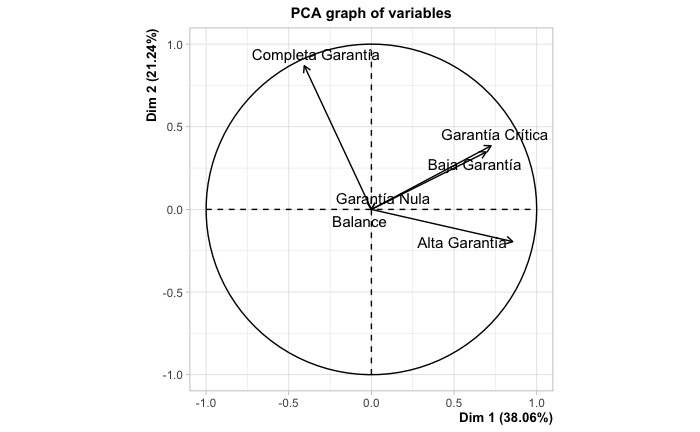 PCA graph of variables
Dim 2 (21.24%)
1.0
0.5
0.0
-0.5
-1.0
Completa Garantía
Garantía Crítica
Baja Garantía
Garantía Nula
Balance
Alta Garantía
-1.0
-0.5
0.0
0.5
1.0
Dim 1 (38.06%)